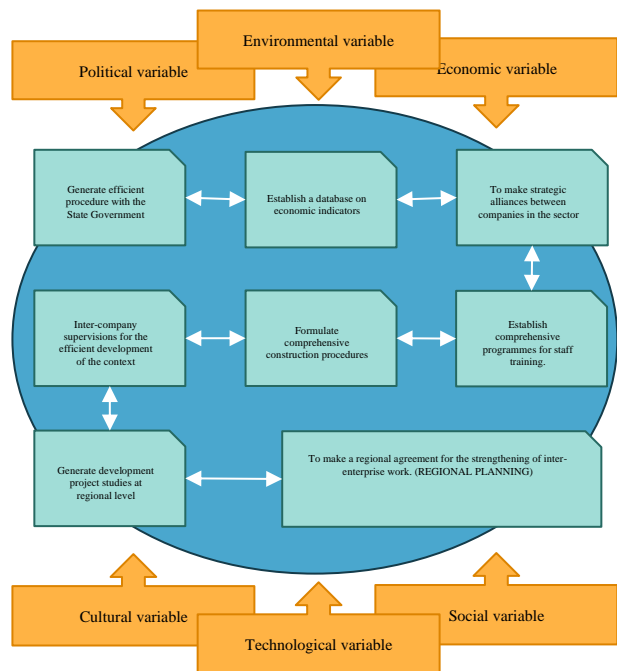 Environmental variable
Political variable
Economic variable
Generate efficient
procedure with the
State Government
Establish a database on
economic indicators
To make strategic
alliances between
companies in the sector
Inter-company
supervisions for the
efficient development
of the context
Formulate
comprehensive
construction procedures
Establish
comprehensive
programmes for staff
training.
Generate development
project studies at
regional level
To make a regional agreement for the strengthening of inter-
enterprise work. (REGIONAL PLANNING)
Cultural variable
Social variable
Technological variable